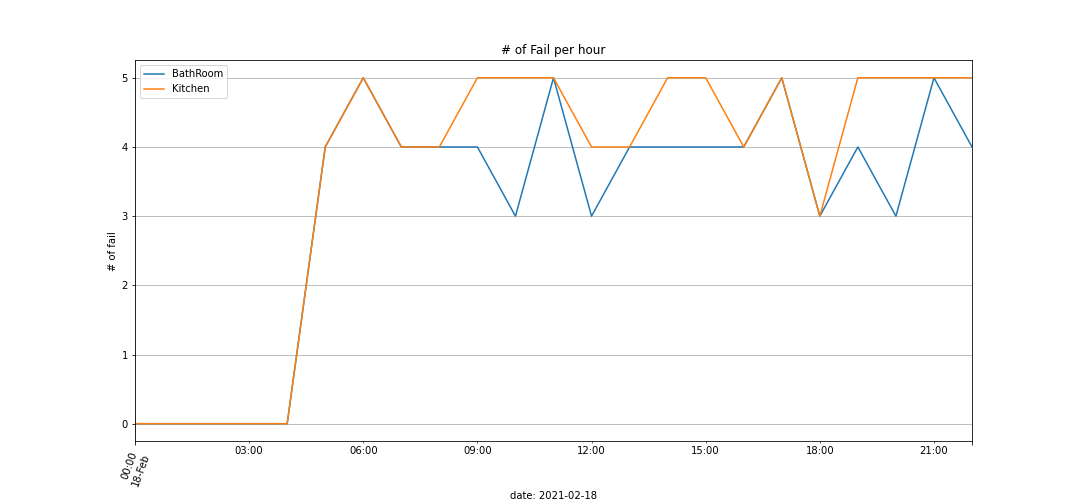 # of Fail per hour
BathRoom
Kitchen
# of fail
5
4
3
2
1
0
00:00
18-Feb
03:00
06:00
09:00
12:00
15:00
18:00
21:00
date: 2021-02-18